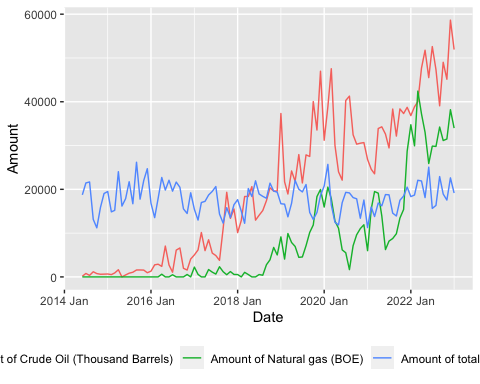 60000
40000
20000
0
Amount
2014 Jan 2016 Jan 2018 Jan 2020 Jan 2022 Jan
Date
t of Crude Oil (Thousand Barrels) Amount of Natural gas (BOE) Amount of total